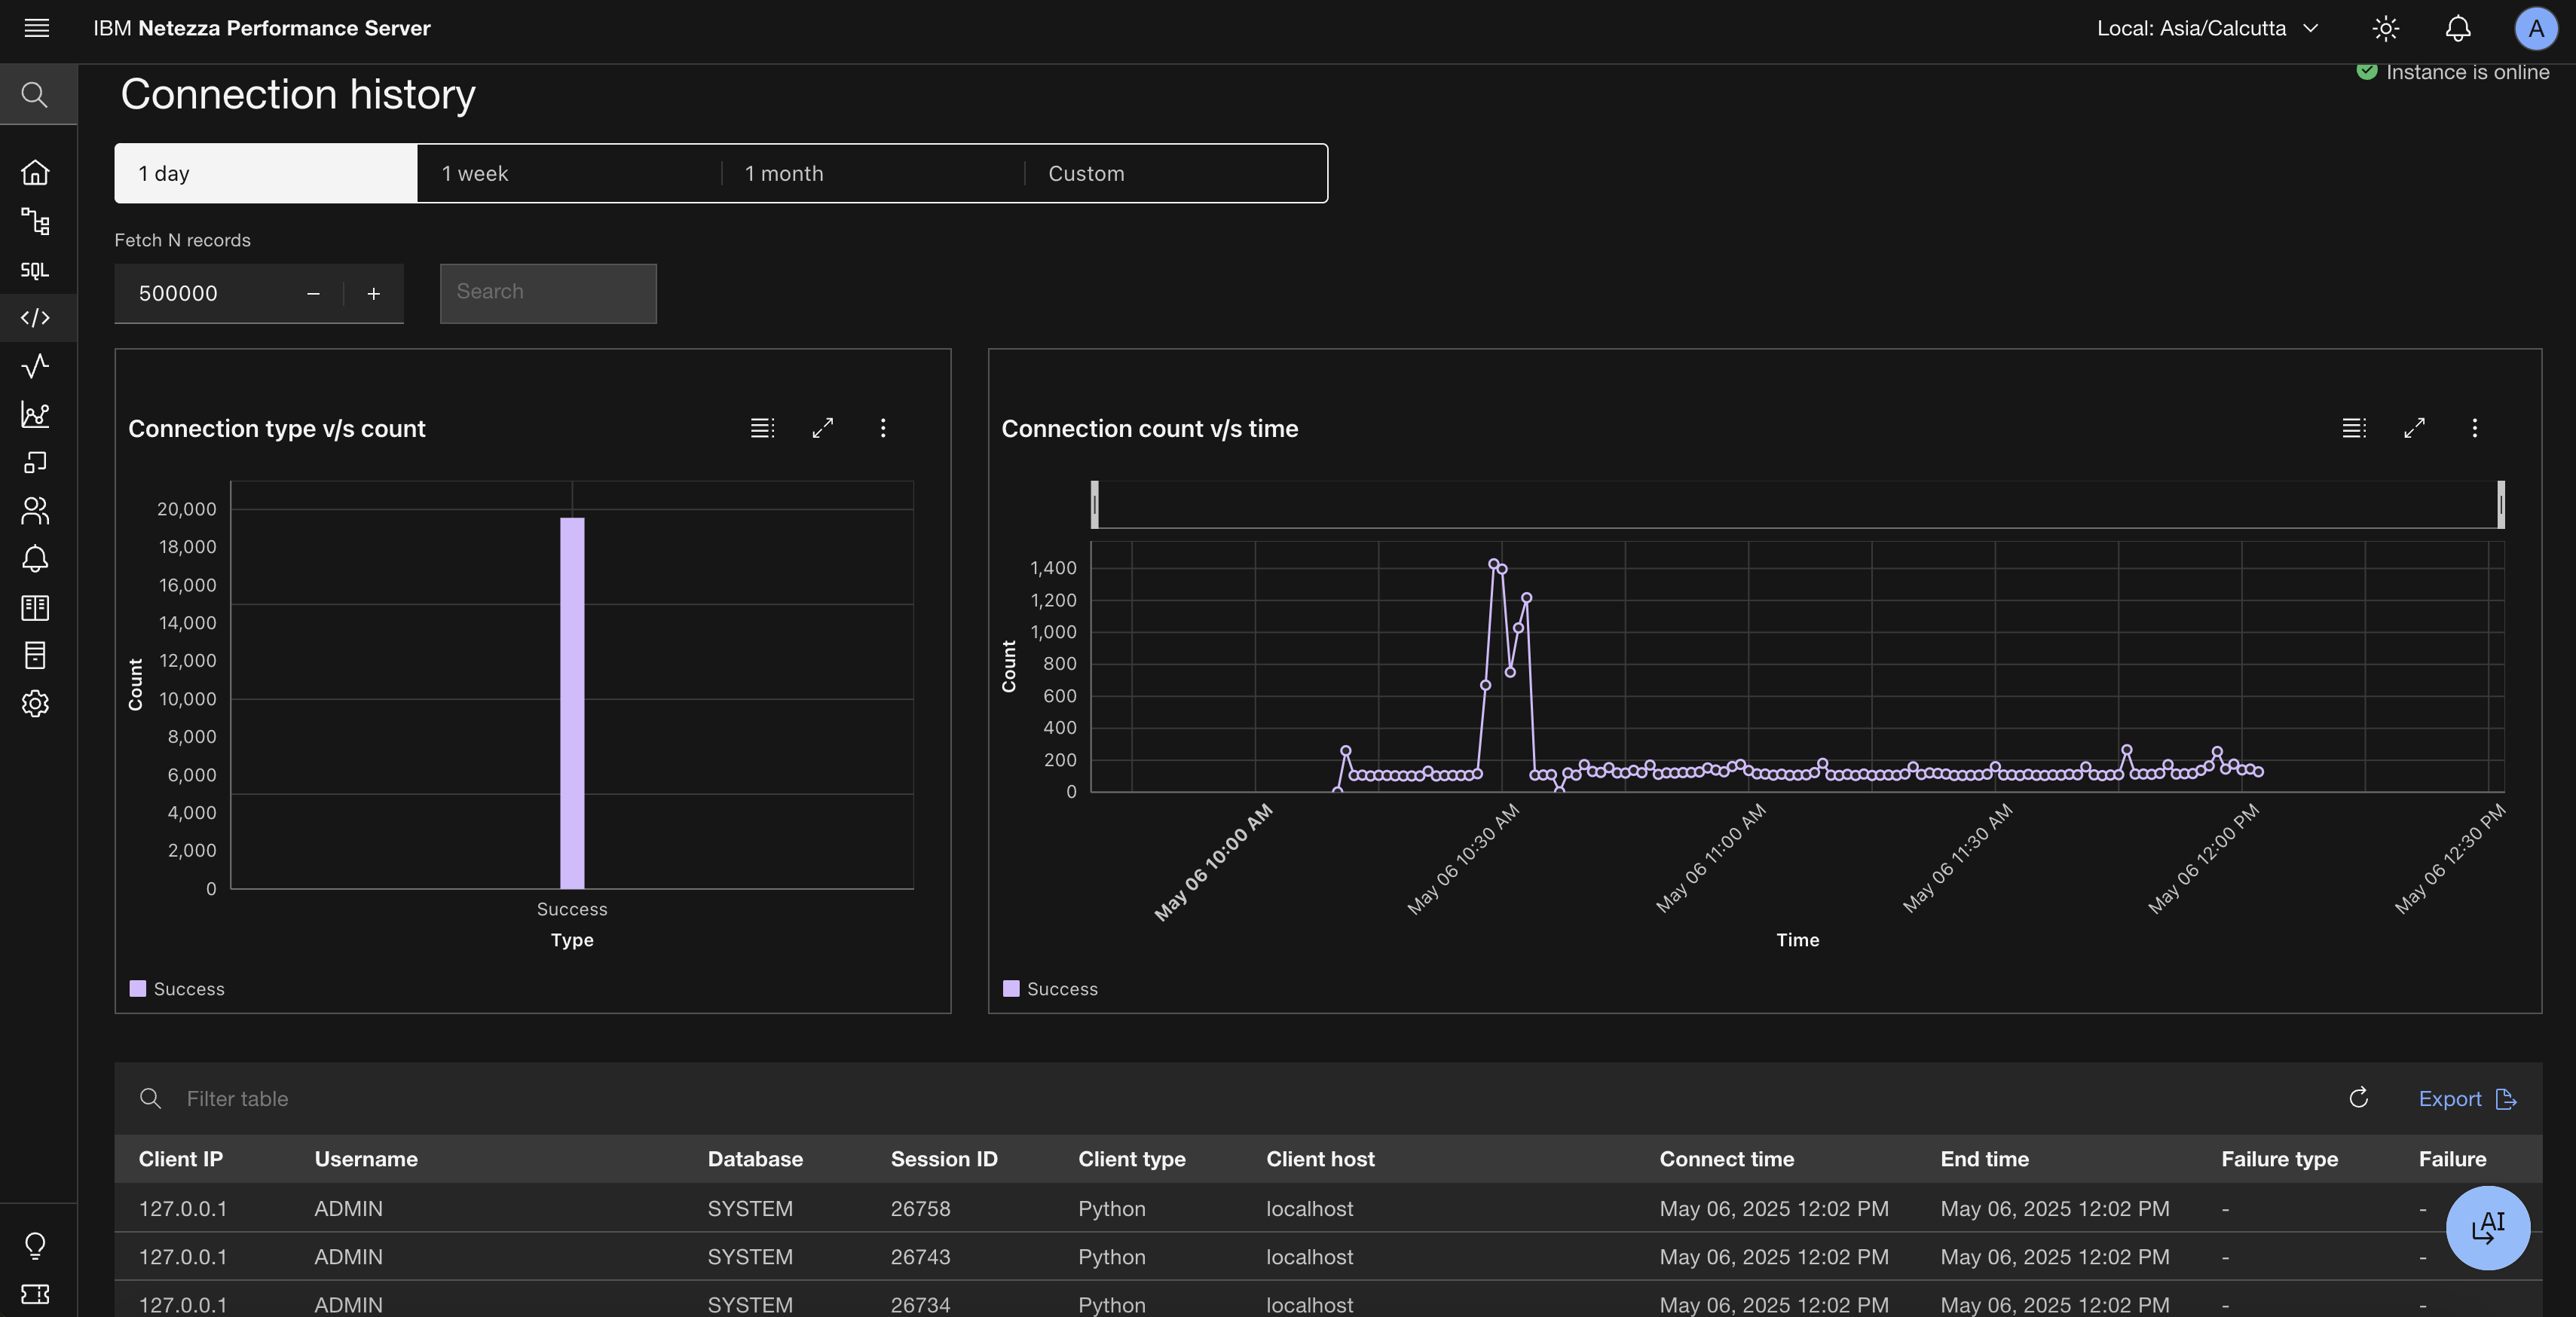 IBM Netezza Performance Server
Local: Asia/Calcutta
A
Connection history
Instance is online
1 day
1 week
1 month
Custom
Fetch N records
500000
Search
SQL
Connection type v/s count
20,000
18,000
16,000
14,000
12,000
10,000
8,000
6,000
4,000
2,000
0
Count
Success
Type
Success
Connection count v/s time
1,400
1,200
1,000
800
600
400
200
0
Count
May 06 10:00 AM
May 06 10:30 AM
May 06 11:00 AM
May 06 11:30 AM
May 06 12:00 PM
May 06 12:30 PM
Time
Success
Filter table
Export
Client IP Username Database Session ID Client type Client host Connect time End time Failure type Failure
127.0.0.1 ADMIN SYSTEM 26758 Python localhost May 06, 2025 12:02 PM May 06, 2025 12:02 PM - -
127.0.0.1 ADMIN SYSTEM 26743 Python localhost May 06, 2025 12:02 PM May 06, 2025 12:02 PM - -
127.0.0.1 ADMIN SYSTEM 26734 Python localhost May 06, 2025 12:02 PM May 06, 2025 12:02 PM - -
AI